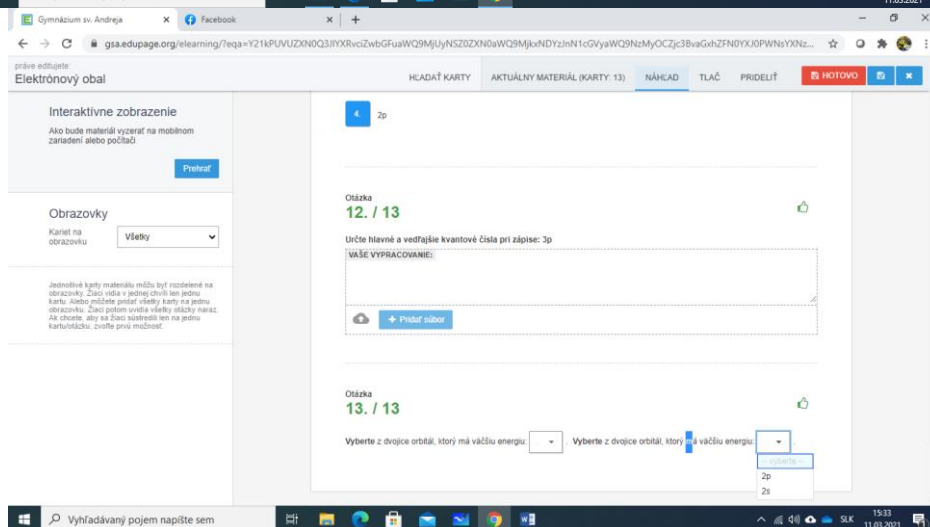 11.03.2021
Gymnázium sv. Andreja × Facebook × +
gsa.edupage.org/elearning/?eqa=
práve editujete:
Elektrónový obal
HĽADAŤ KARTY AKTUÁLNY MATERIÁL (KARTY: 13) NÁHĽAD TLAČ PRIDELIŤ HOTOVO
Interaktívne zobrazenie
Ako bude materiál vyzerať na mobilnom
zariadení alebo počítači
Prehrať
Obrazovky
Kariet na
obrazovku
Všetky
Jednotlivé karty materiálu môžu byť rozdelené na
obrazovky. Žiaci vidia v jednej chvíli len jednu
kartu. Alebo môžete pridať všetky karty na jednu
obrazovku. Žiaci potom uvidia všetky otázky naraz.
Ak chcete, aby sa žiaci sústredili len na jednu
kartu/otázku, zvoľte prvú možnosť.
4. 2p
Otázka
12. / 13
Určte hlavné a vedľajšie kvantové čísla pri zápise: 3p
VAŠE VYPRACOVANIE:
+ Pridať súbor
Otázka
13. / 13
Vyberte z dvojice orbitál, ktorý má väčšiu energiu: . Vyberte z dvojice orbitál, ktorý má väčšiu energiu: .
-- vyberte --
2p
2s
Vyhľadávaný pojem napíšte sem
SLK
15:33
11.03.2021